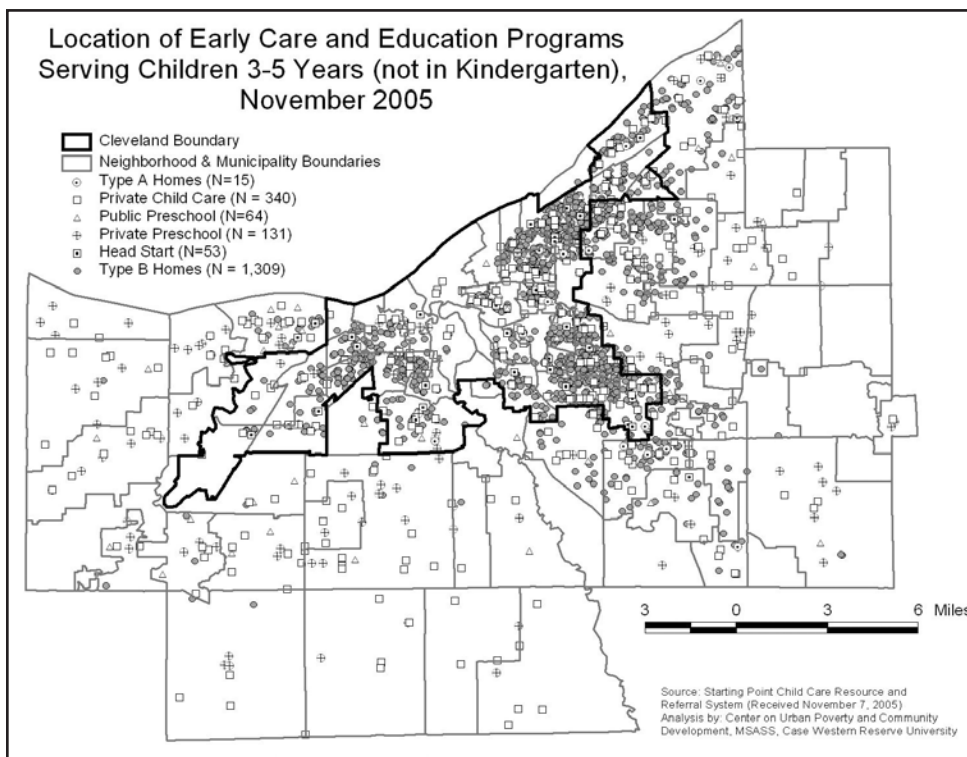 Location of Early Care and Education Programs
Serving Children 3-5 Years (not in Kindergarten),
November 2005
Cleveland Boundary
Neighborhood & Municipality Boundaries
Type A Homes (N=15)
Private Child Care (N = 340)
Public Preschool (N=64)
Private Preschool (N = 131)
Head Start (N=53)
Type B Homes (N = 1,309)
3 0 3 6 Miles
Source: Starting Point Child Care Resource and
Referral System (Received November 7, 2005)
Analysis by: Center on Urban Poverty and Community
Development, MSASS, Case Western Reserve University